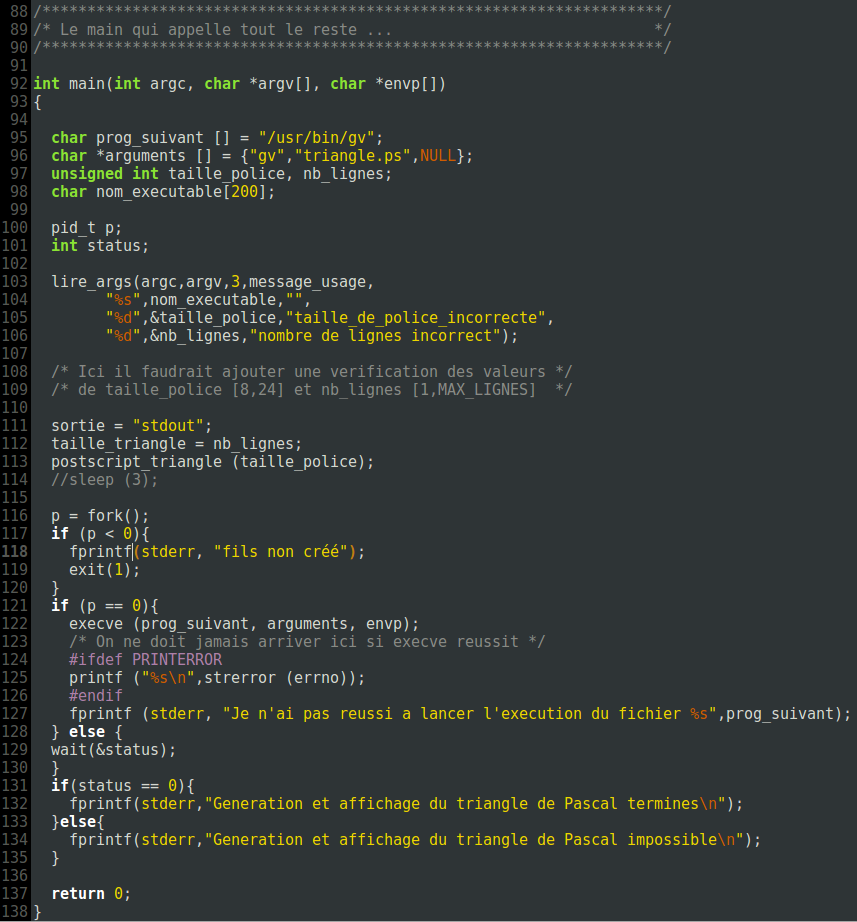 88 /*********************************************************************/
89 /* Le main qui appelle tout le reste ...                             */
90 /*********************************************************************/
91
92 int main(int argc, char *argv[], char *envp[])
93 {
94
95   char prog_suivant [] = "/usr/bin/gv";
96   char *arguments [] = {"gv","triangle.ps",NULL};
97   unsigned int taille_police, nb_lignes;
98   char nom_executable[200];
99
100   pid_t p;
101   int status;
102
103   lire_args(argc,argv,3,message_usage,
104         "%s",nom_executable,"",
105         "%d",&taille_police,"taille_de_police_incorrecte",
106         "%d",&nb_lignes,"nombre de lignes incorrect");
107
108   /* Ici il faudrait ajouter une verification des valeurs */
109   /* de taille_police [8,24] et nb_lignes [1,MAX_LIGNES]  */
110
111   sortie = "stdout";
112   taille_triangle = nb_lignes;
113   postscript_triangle (taille_police);
114   //sleep (3);
115
116   p = fork();
117   if (p < 0){
118     fprintf(stderr, "fils non créé");
119     exit(1);
120   }
121   if (p == 0){
122     execve (prog_suivant, arguments, envp);
123     /* On ne doit jamais arriver ici si execve reussit */
124     #ifdef PRINTERROR
125     printf ("%s\n",strerror (errno));
126     #endif
127     fprintf (stderr, "Je n'ai pas reussi a lancer l'execution du fichier %s",prog_suivant);
128   } else {
129   wait(&status);
130   }
131   if(status == 0){
132     fprintf(stderr,"Generation et affichage du triangle de Pascal termines\n");
133   }else{
134     fprintf(stderr,"Generation et affichage du triangle de Pascal impossible\n");
135   }
136
137   return 0;
138 }